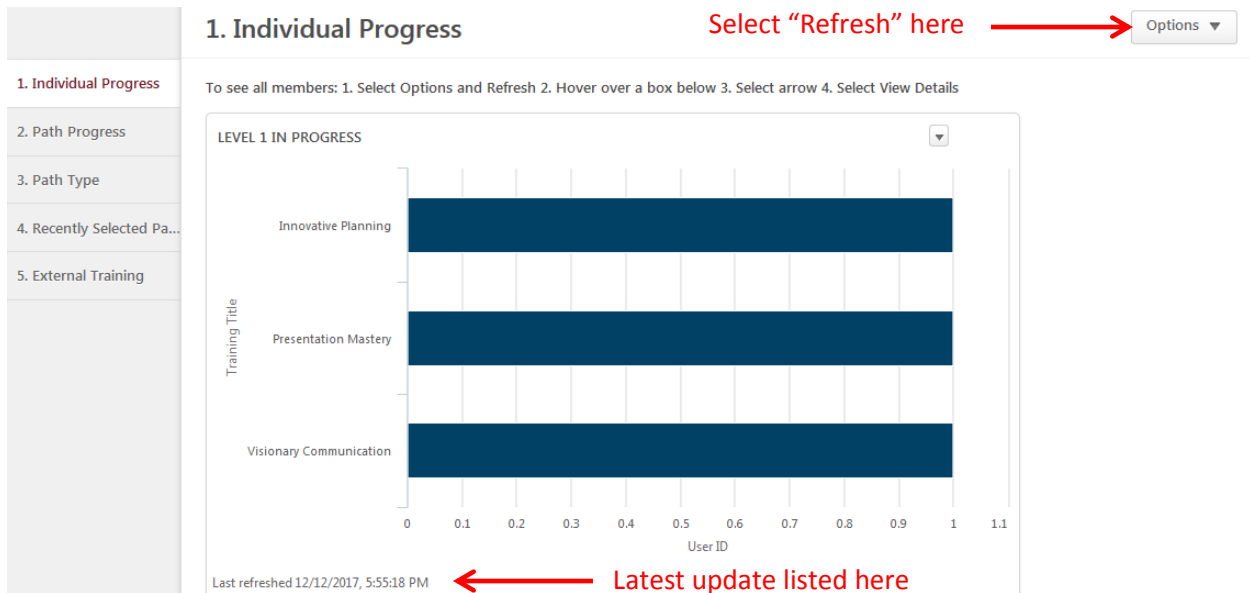 1. Individual Progress
Select “Refresh” here
Options
1. Individual Progress
2. Path Progress
3. Path Type
4. Recently Selected Pa...
5. External Training
To see all members: 1. Select Options and Refresh 2. Hover over a box below 3. Select arrow 4. Select View Details
LEVEL 1 IN PROGRESS
Training Title
Innovative Planning
Presentation Mastery
Visionary Communication
0 0.1 0.2 0.3 0.4 0.5 0.6 0.7 0.8 0.9 1 1.1
User ID
Last refreshed 12/12/2017, 5:55:18 PM
Latest update listed here